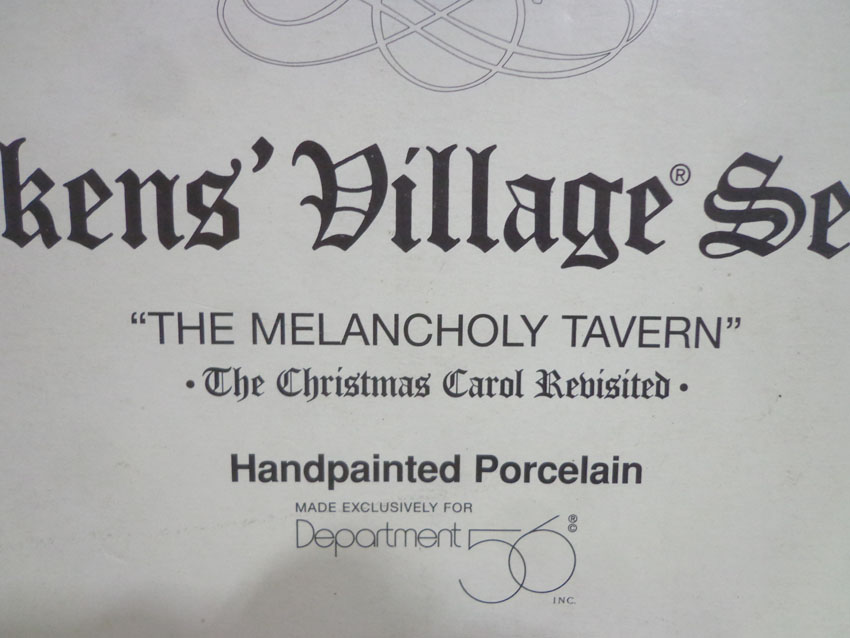 kens' Village® Se
“THE MELANCHOLY TAVERN”
• The Christmas Carol Revisited •
Handpainted Porcelain
MADE EXCLUSIVELY FOR
Department 56 ® ©
INC.